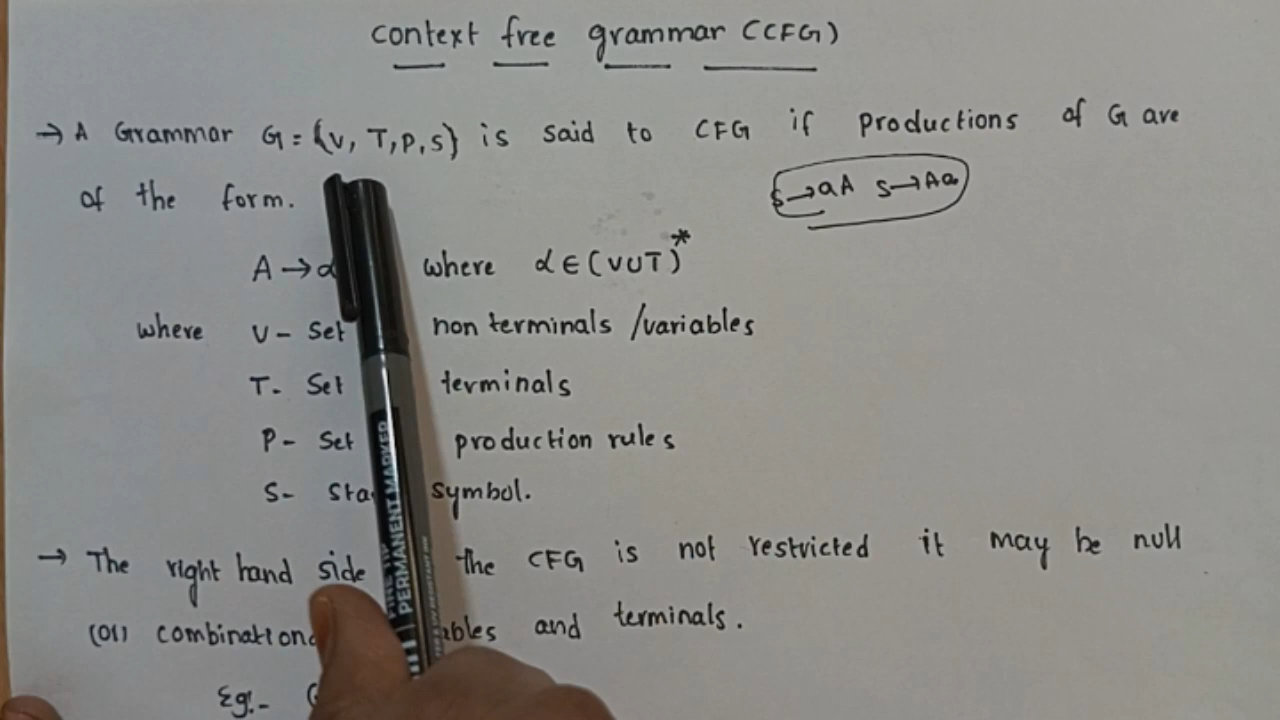 context free grammar (CFG)
→ A Grammar G = {V, T, P, S} is said to CFG if productions of G are
of the form.
S→aA S→Aa
A → α where α ∈ (VUT)*
where V - Set non terminals /variables
T - Set terminals
P - Set production rules
S - symbol.
→ The right hand side the CFG is not restricted it may be null
(or) and terminals.
Eg:-
PERMANENT MARKER